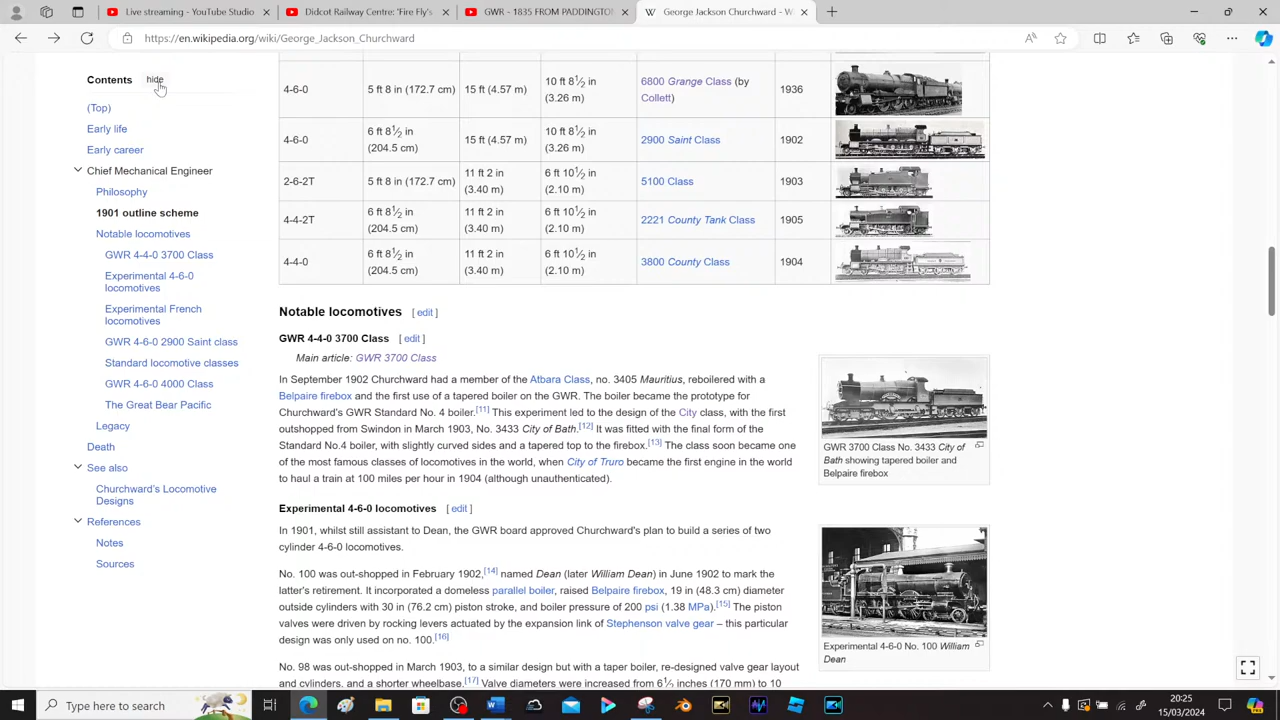 (1) Live streaming - YouTube Studio
Didcot Railway Centre: "Fire Fly'
GWR - 1835 FROM PADDINGTON
George Jackson Churchward - Wiki
https://en.wikipedia.org/wiki/George_Jackson_Churchward
Contents hide
(Top)
Early life
Early career
Chief Mechanical Engineer
Philosophy
1901 outline scheme
Notable locomotives
GWR 4-4-0 3700 Class
Experimental 4-6-0
locomotives
Experimental French
locomotives
GWR 4-6-0 2900 Saint class
Standard locomotive classes
GWR 4-6-0 4000 Class
The Great Bear Pacific
Legacy
Death
See also
Churchward's Locomotive
Designs
References
Notes
Sources
4-6-0 5 ft 8 in (172.7 cm) 15 ft (4.57 m) 10 ft 8½ in (3.26 m) 6800 Grange Class (by Collett) 1936
4-6-0 6 ft 8½ in (204.5 cm) 15 ft (4.57 m) 10 ft 8½ in (3.26 m) 2900 Saint Class 1902
2-6-2T 5 ft 8 in (172.7 cm) 11 ft 2 in (3.40 m) 6 ft 10½ in (2.10 m) 5100 Class 1903
4-4-2T 6 ft 8½ in (204.5 cm) 11 ft 2 in (3.40 m) 6 ft 10½ in (2.10 m) 2221 County Tank Class 1905
4-4-0 6 ft 8½ in (204.5 cm) 11 ft 2 in (3.40 m) 6 ft 10½ in (2.10 m) 3800 County Class 1904
Notable locomotives [ edit ]
GWR 4-4-0 3700 Class [ edit ]
Main article: GWR 3700 Class
In September 1902 Churchward had a member of the Atbara Class, no. 3405 Mauritius, reboilered with a
Belpaire firebox and the first use of a tapered boiler on the GWR. The boiler became the prototype for
Churchward's GWR Standard No. 4 boiler.[11] This experiment led to the design of the City class, with the first
outshopped from Swindon in March 1903, No. 3433 City of Bath.[12] It was fitted with the final form of the
Standard No.4 boiler, with slightly curved sides and a tapered top to the firebox.[13] The class soon became one
of the most famous classes of locomotives in the world, when City of Truro became the first engine in the world
to haul a train at 100 miles per hour in 1904 (although unauthenticated).
GWR 3700 Class No. 3433 City of
Bath showing tapered boiler and
Belpaire firebox
Experimental 4-6-0 locomotives [ edit ]
In 1901, whilst still assistant to Dean, the GWR board approved Churchward's plan to build a series of two
cylinder 4-6-0 locomotives.
No. 100 was out-shopped in February 1902,[14] named Dean (later William Dean) in June 1902 to mark the
latter's retirement. It incorporated a domeless parallel boiler, raised Belpaire firebox, 19 in (48.3 cm) diameter
outside cylinders with 30 in (76.2 cm) piston stroke, and boiler pressure of 200 psi (1.38 MPa).[15] The piston
valves were driven by rocking levers actuated by the expansion link of Stephenson valve gear – this particular
design was only used on no. 100.[16]
Experimental 4-6-0 No. 100 William
Dean
No. 98 was out-shopped in March 1903, to a similar design but with a taper boiler, re-designed valve gear layout
and cylinders, and a shorter wheelbase.[17] Valve diameters were increased from 6½ inches (170 mm) to 10
Type here to search
20:25
15/03/2024